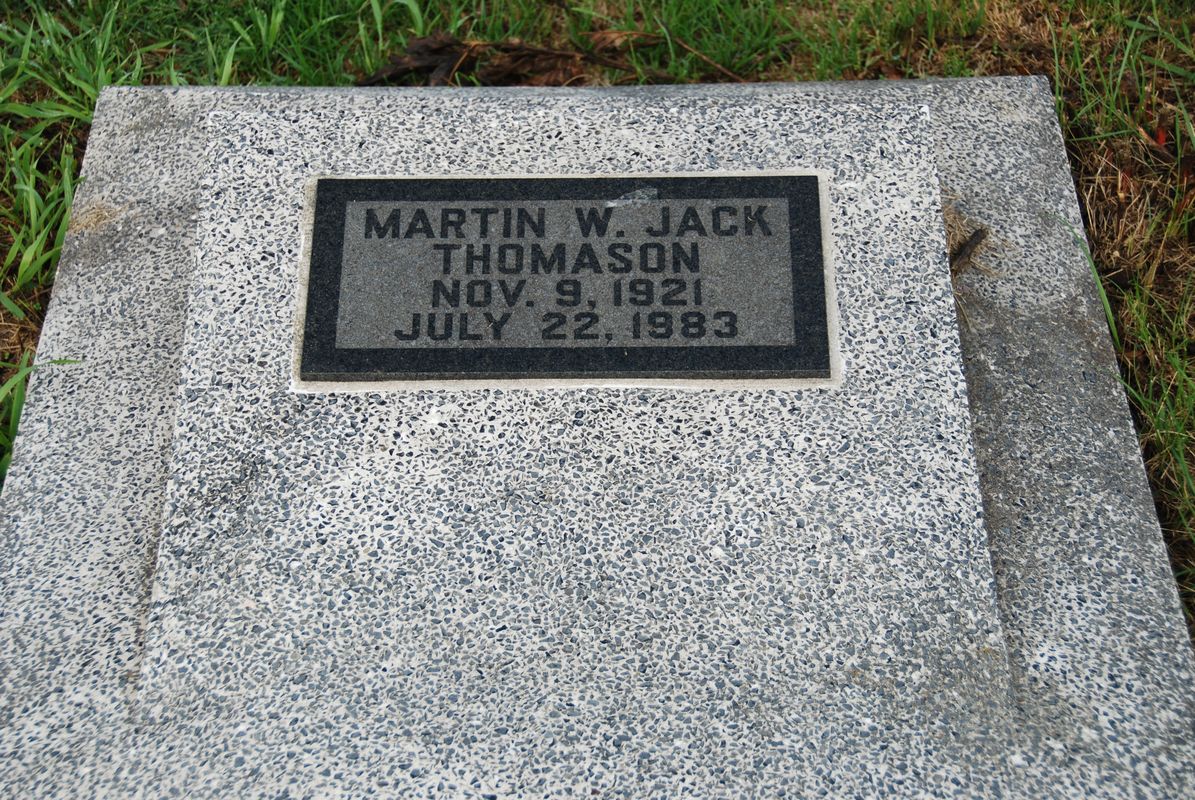 MARTIN W. JACK
THOMASON
NOV. 9, 1921
JULY 22, 1983